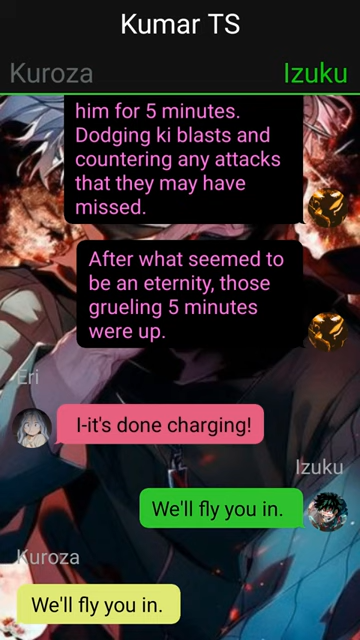 Kumar TS
Kuroza
Izuku
him for 5 minutes.
Dodging ki blasts and
countering any attacks
that they may have
missed.
After what seemed to
be an eternity, those
grueling 5 minutes
were up.
Eri
I-it's done charging!
Izuku
We'll fly you in.
Kuroza
We'll fly you in.